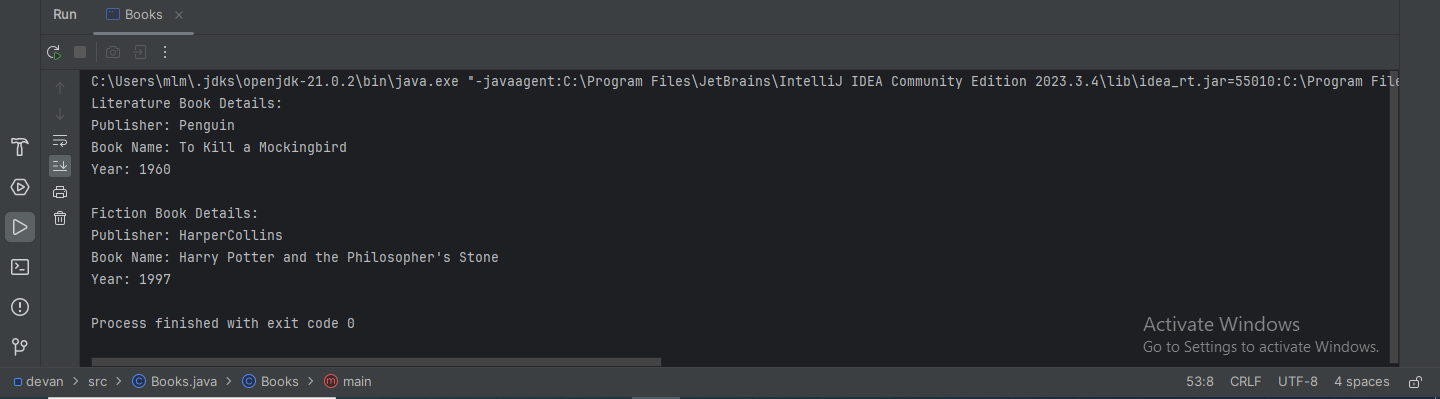 Run Books
C:\Users\mlm\.jdks\openjdk-21.0.2\bin\java.exe "-javaagent:C:\Program Files\JetBrains\IntelliJ IDEA Community Edition 2023.3.4\lib\idea_rt.jar=55010:C:\Program File
Literature Book Details:
Publisher: Penguin
Book Name: To Kill a Mockingbird
Year: 1960
Fiction Book Details:
Publisher: HarperCollins
Book Name: Harry Potter and the Philosopher's Stone
Year: 1997
Process finished with exit code 0
Activate Windows
Go to Settings to activate Windows.
devan > src > Books.java > Books > main 53:8 CRLF UTF-8 4 spaces